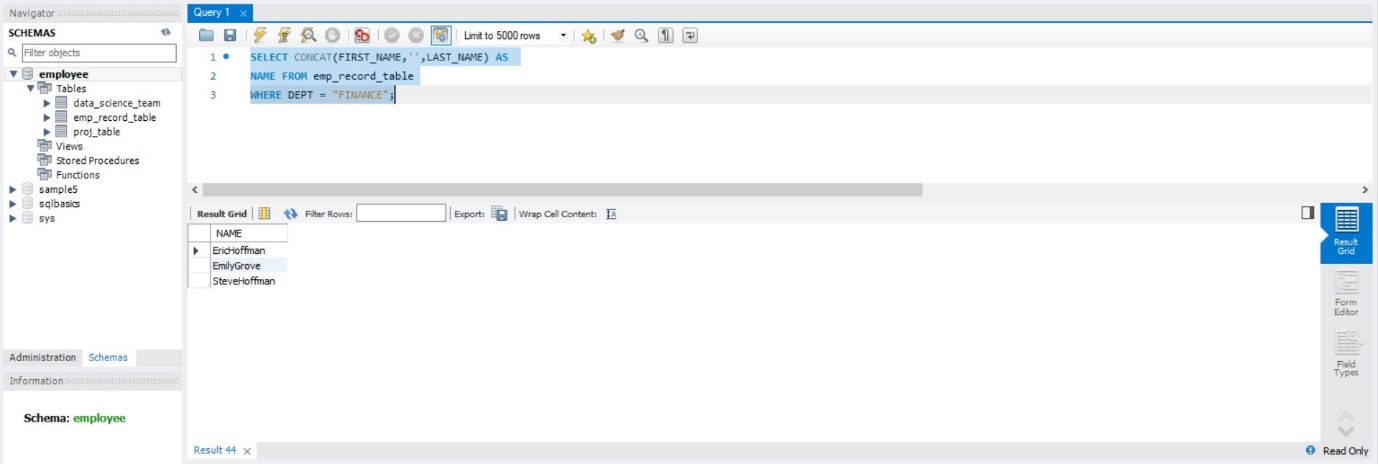 Navigator
Query 1 ×
SCHEMAS
Limit to 5000 rows
Filter objects
1 SELECT CONCAT(FIRST_NAME,'',LAST_NAME) AS
2 NAME FROM emp_record_table
3 WHERE DEPT = "FINANCE";
employee
Tables
data_science_team
emp_record_table
proj_table
Views
Stored Procedures
Functions
sample5
sqlbasics
sys
Result Grid Filter Rows: Export: Wrap Cell Content: IA
NAME
EricHoffman
EmilyGrove
SteveHoffman
Result
Grid
Form
Editor
Field
Types
Administration Schemas
Information
Schema: employee
Result 44 ×
Read Only